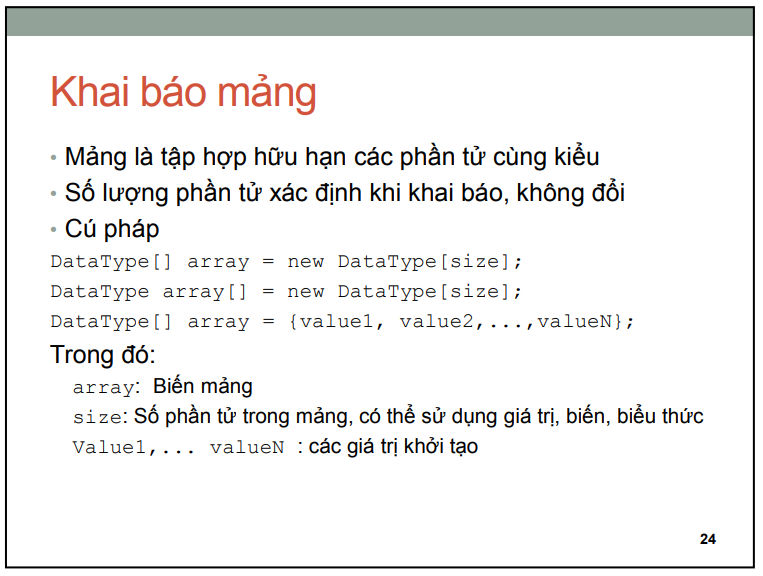 Khai báo mảng
• Mảng là tập hợp hữu hạn các phần tử cùng kiểu
• Số lượng phần tử xác định khi khai báo, không đổi
• Cú pháp
DataType[] array = new DataType[size];
DataType array[] = new DataType[size];
DataType[] array = {value1, value2,...,valueN};
Trong đó:
array: Biến mảng
size: Số phần tử trong mảng, có thể sử dụng giá trị, biến, biểu thức
Value1,... valueN : các giá trị khởi tạo
24